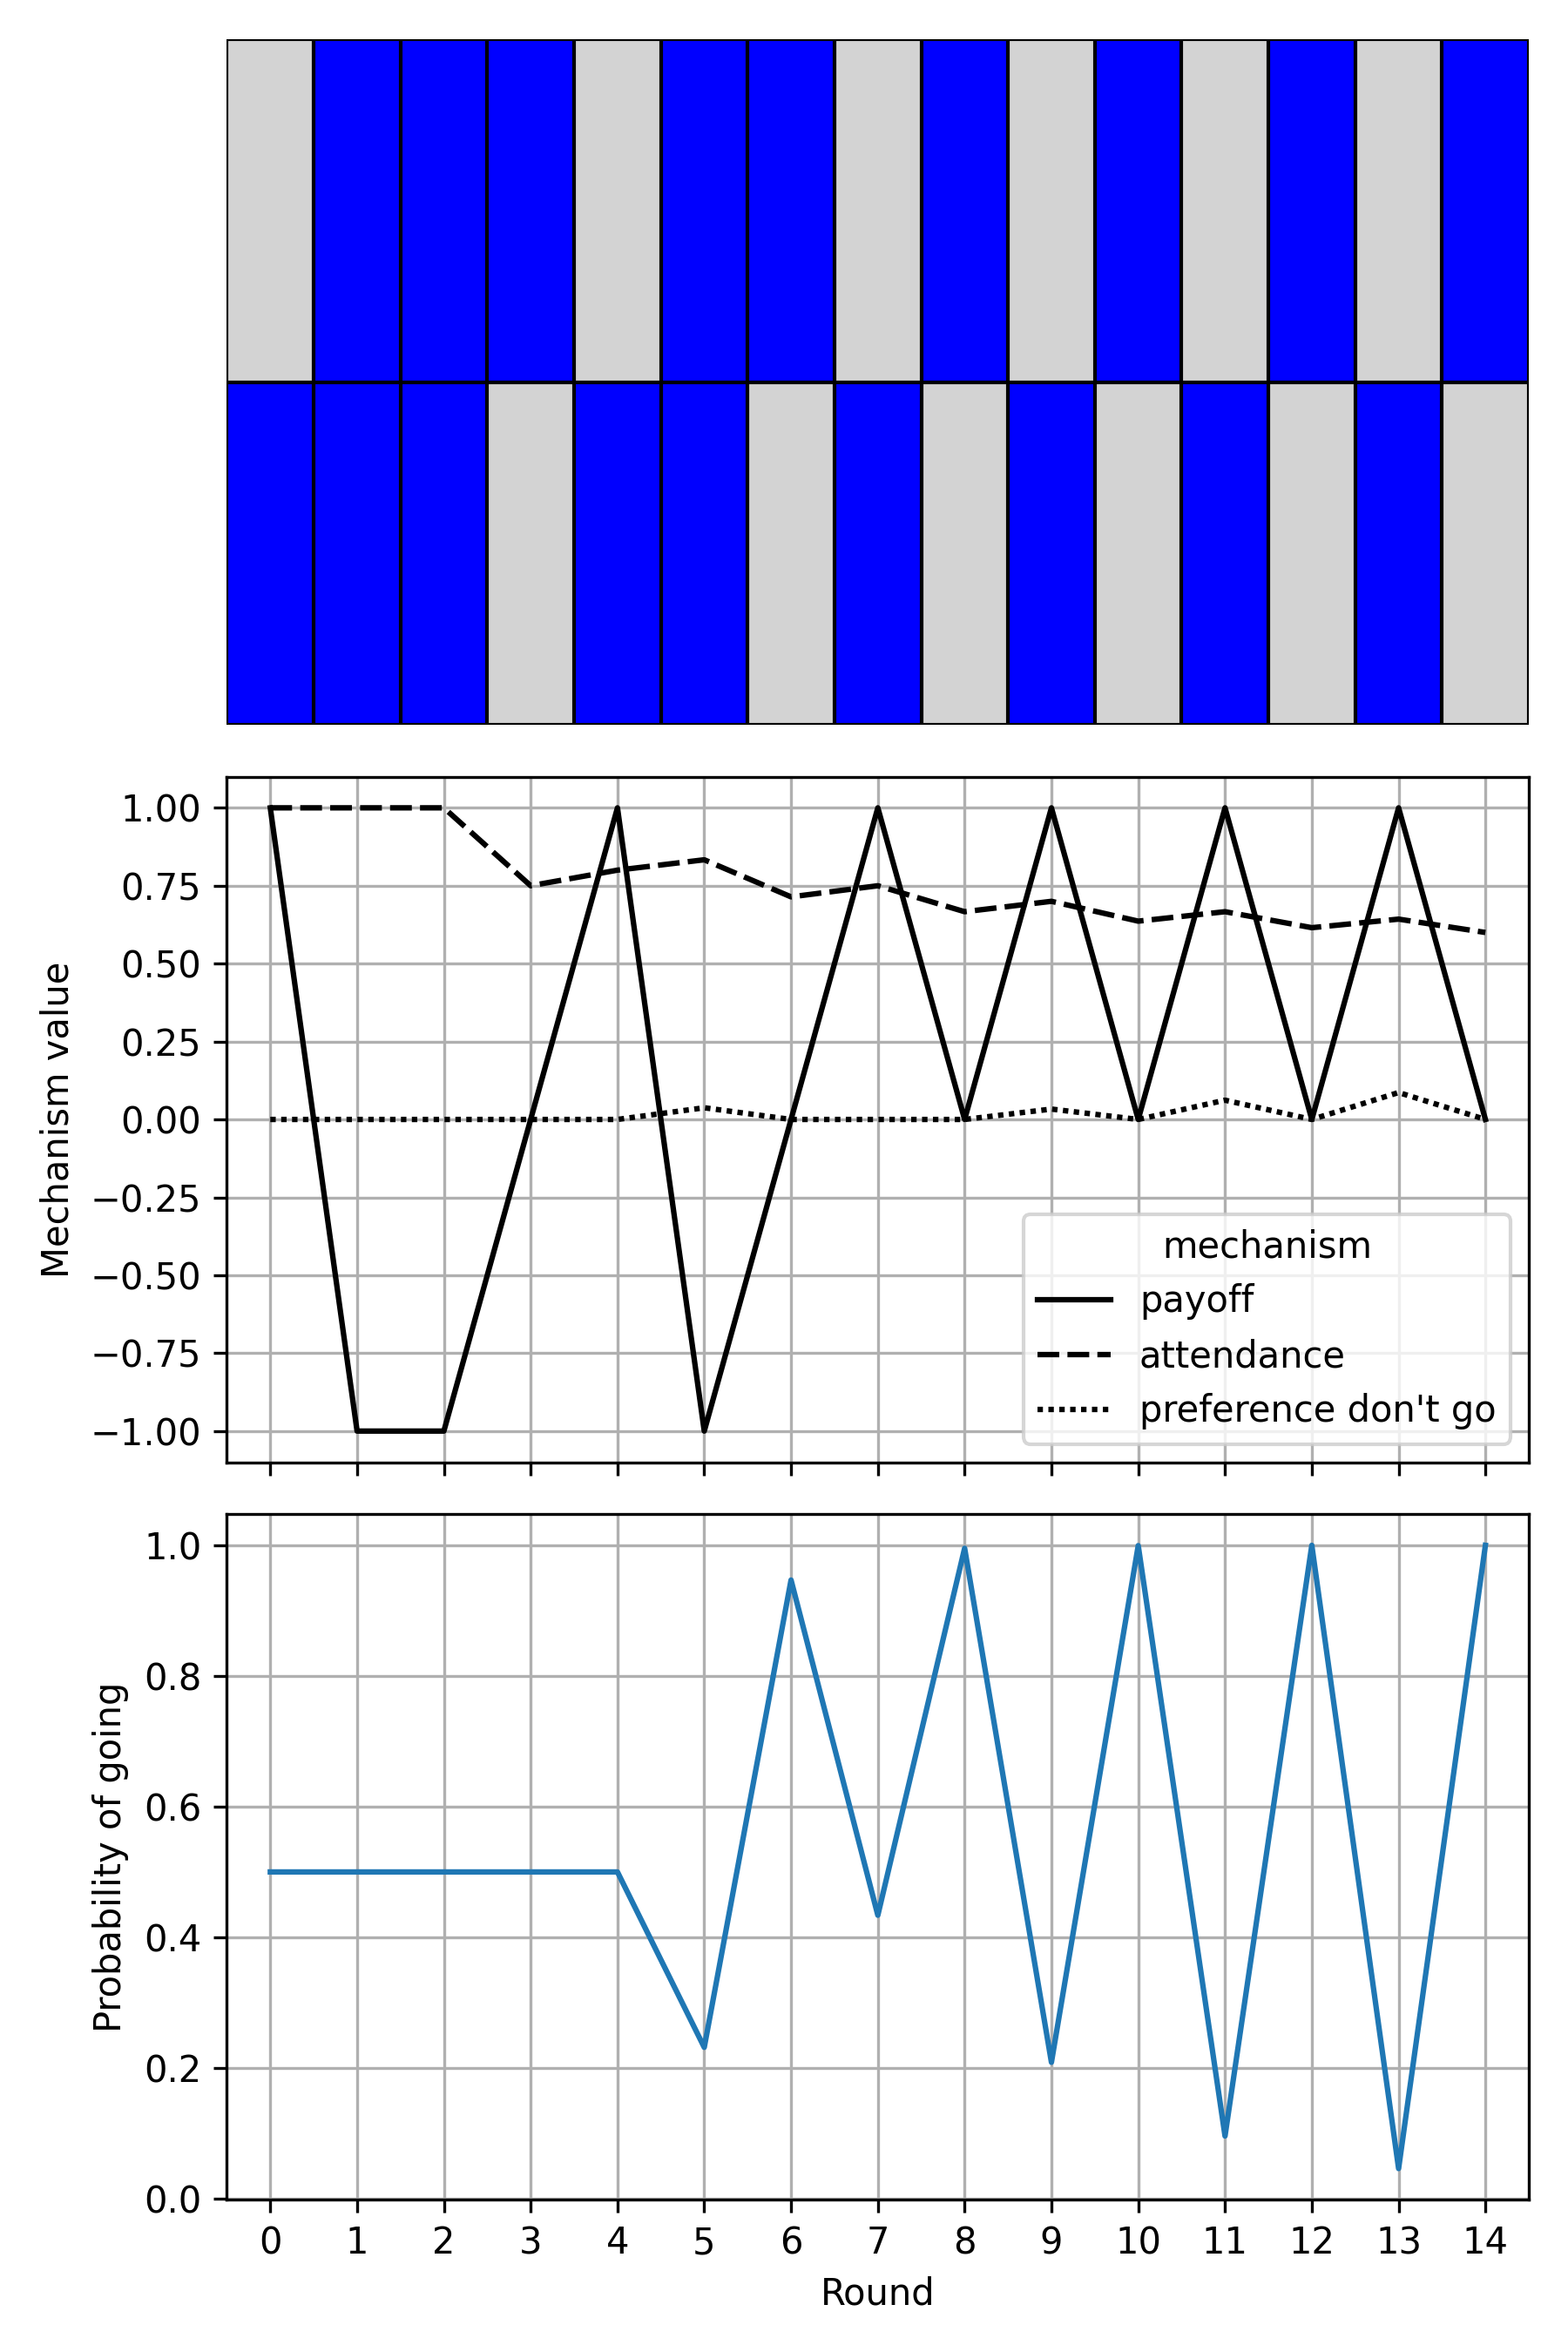 Mechanism value
1.00
0.75
0.50
0.25
0.00
−0.25
−0.50
−0.75
−1.00
mechanism
payoff
attendance
preference don't go
Probability of going
1.0
0.8
0.6
0.4
0.2
0.0
0 1 2 3 4 5 6 7 8 9 10 11 12 13 14
Round